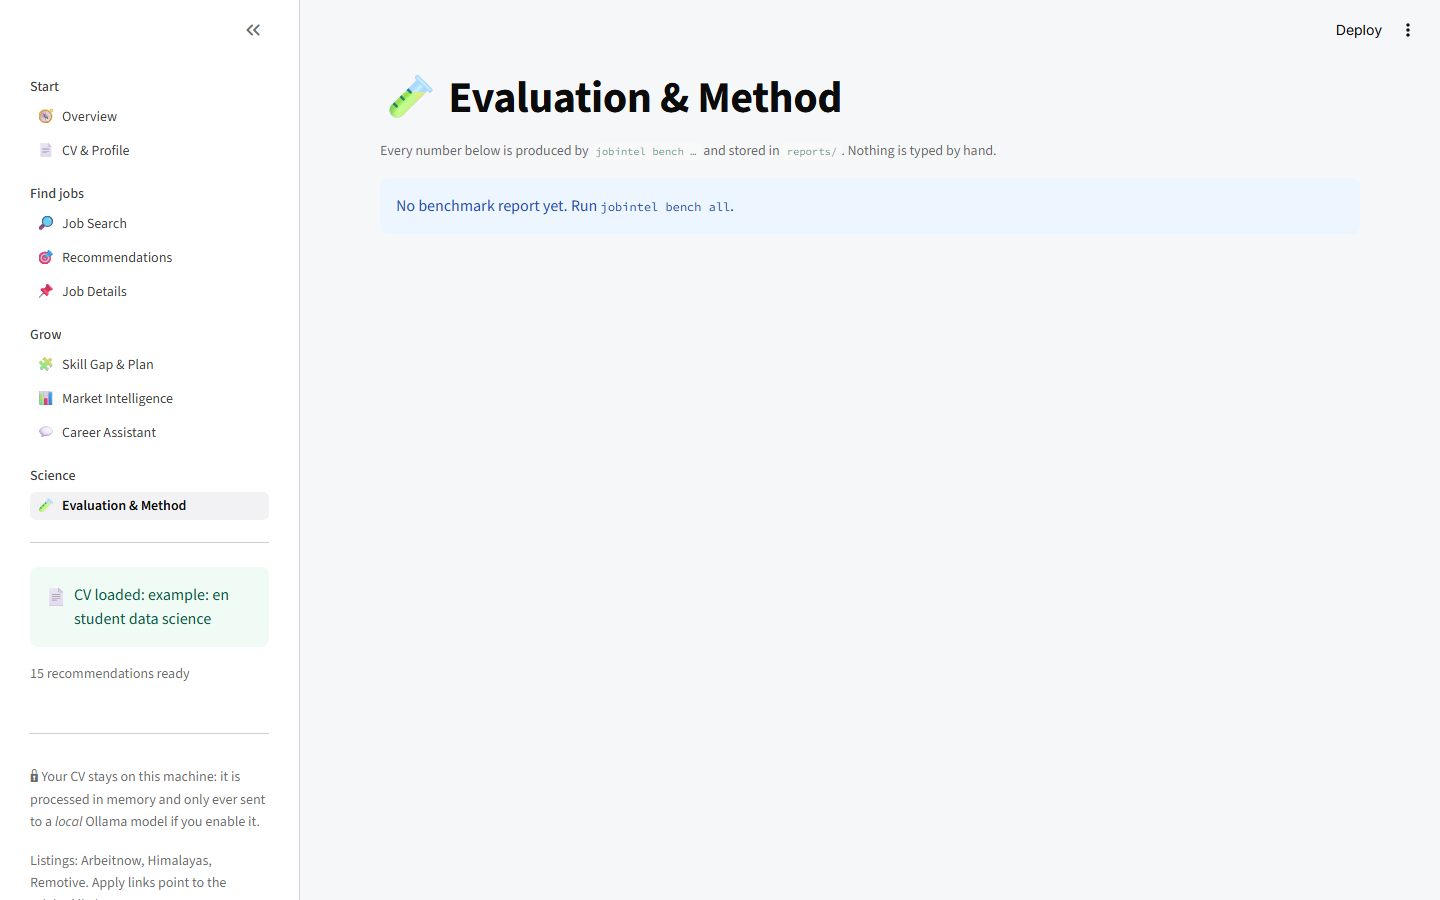 Deploy
Start
Overview
CV & Profile
Find jobs
Job Search
Recommendations
Job Details
Grow
Skill Gap & Plan
Market Intelligence
Career Assistant
Science
Evaluation & Method
CV loaded: example: en
student data science
15 recommendations ready
Your CV stays on this machine: it is
processed in memory and only ever sent
to a local Ollama model if you enable it.
Listings: Arbeitnow, Himalayas,
Remotive. Apply links point to the
Evaluation & Method
Every number below is produced by jobintel bench … and stored in reports/ . Nothing is typed by hand.
No benchmark report yet. Run jobintel bench all.